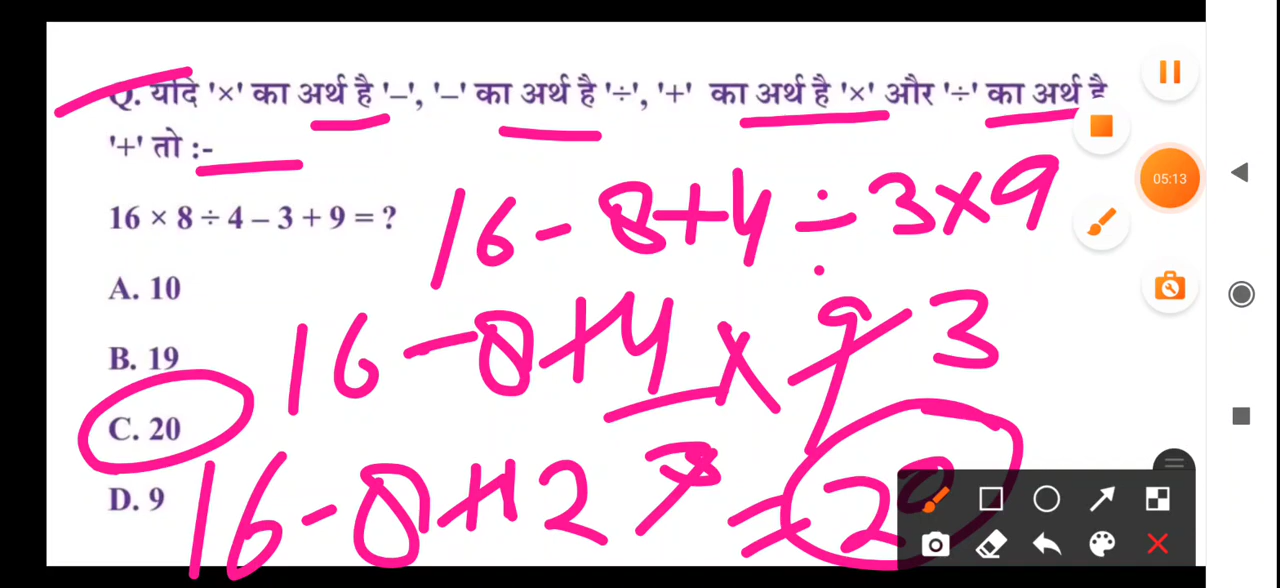 Q. यदि '×' का अर्थ है '–', '–' का अर्थ है '÷', '+' का अर्थ है '×' और '÷' का अर्थ है
'+' तो :-
16 × 8 ÷ 4 – 3 + 9 = ?
16-8+4÷3×9
A. 10
16-8+4×9 3
B. 19
C. 20
16-8+12 = 20
D. 9
05:13